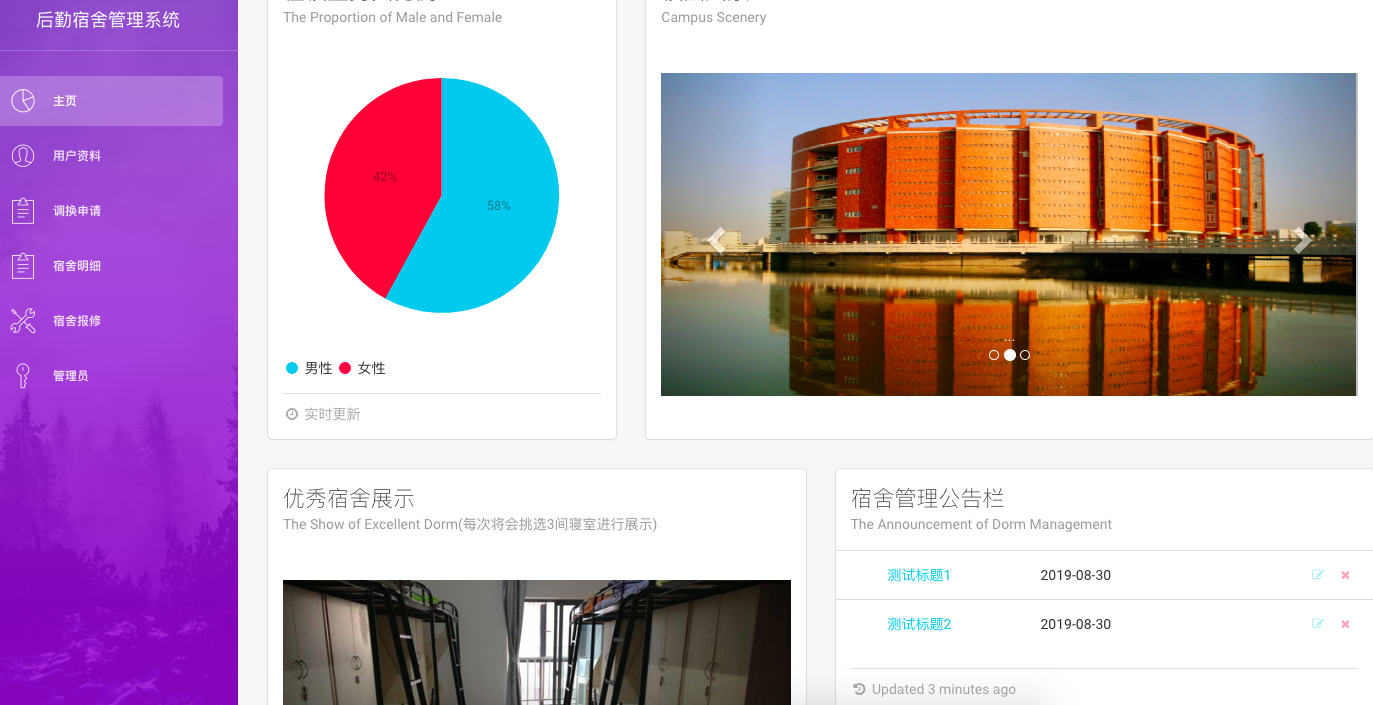 后勤宿舍管理系统
主页
用户资料
调换申请
宿舍明细
宿舍报修
管理员
The Proportion of Male and Female
42%
58%
男性 女性
实时更新
Campus Scenery
...
优秀宿舍展示
The Show of Excellent Dorm(每次将会挑选3间寝室进行展示)
宿舍管理公告栏
The Announcement of Dorm Management
测试标题1 2019-08-30
测试标题2 2019-08-30
Updated 3 minutes ago